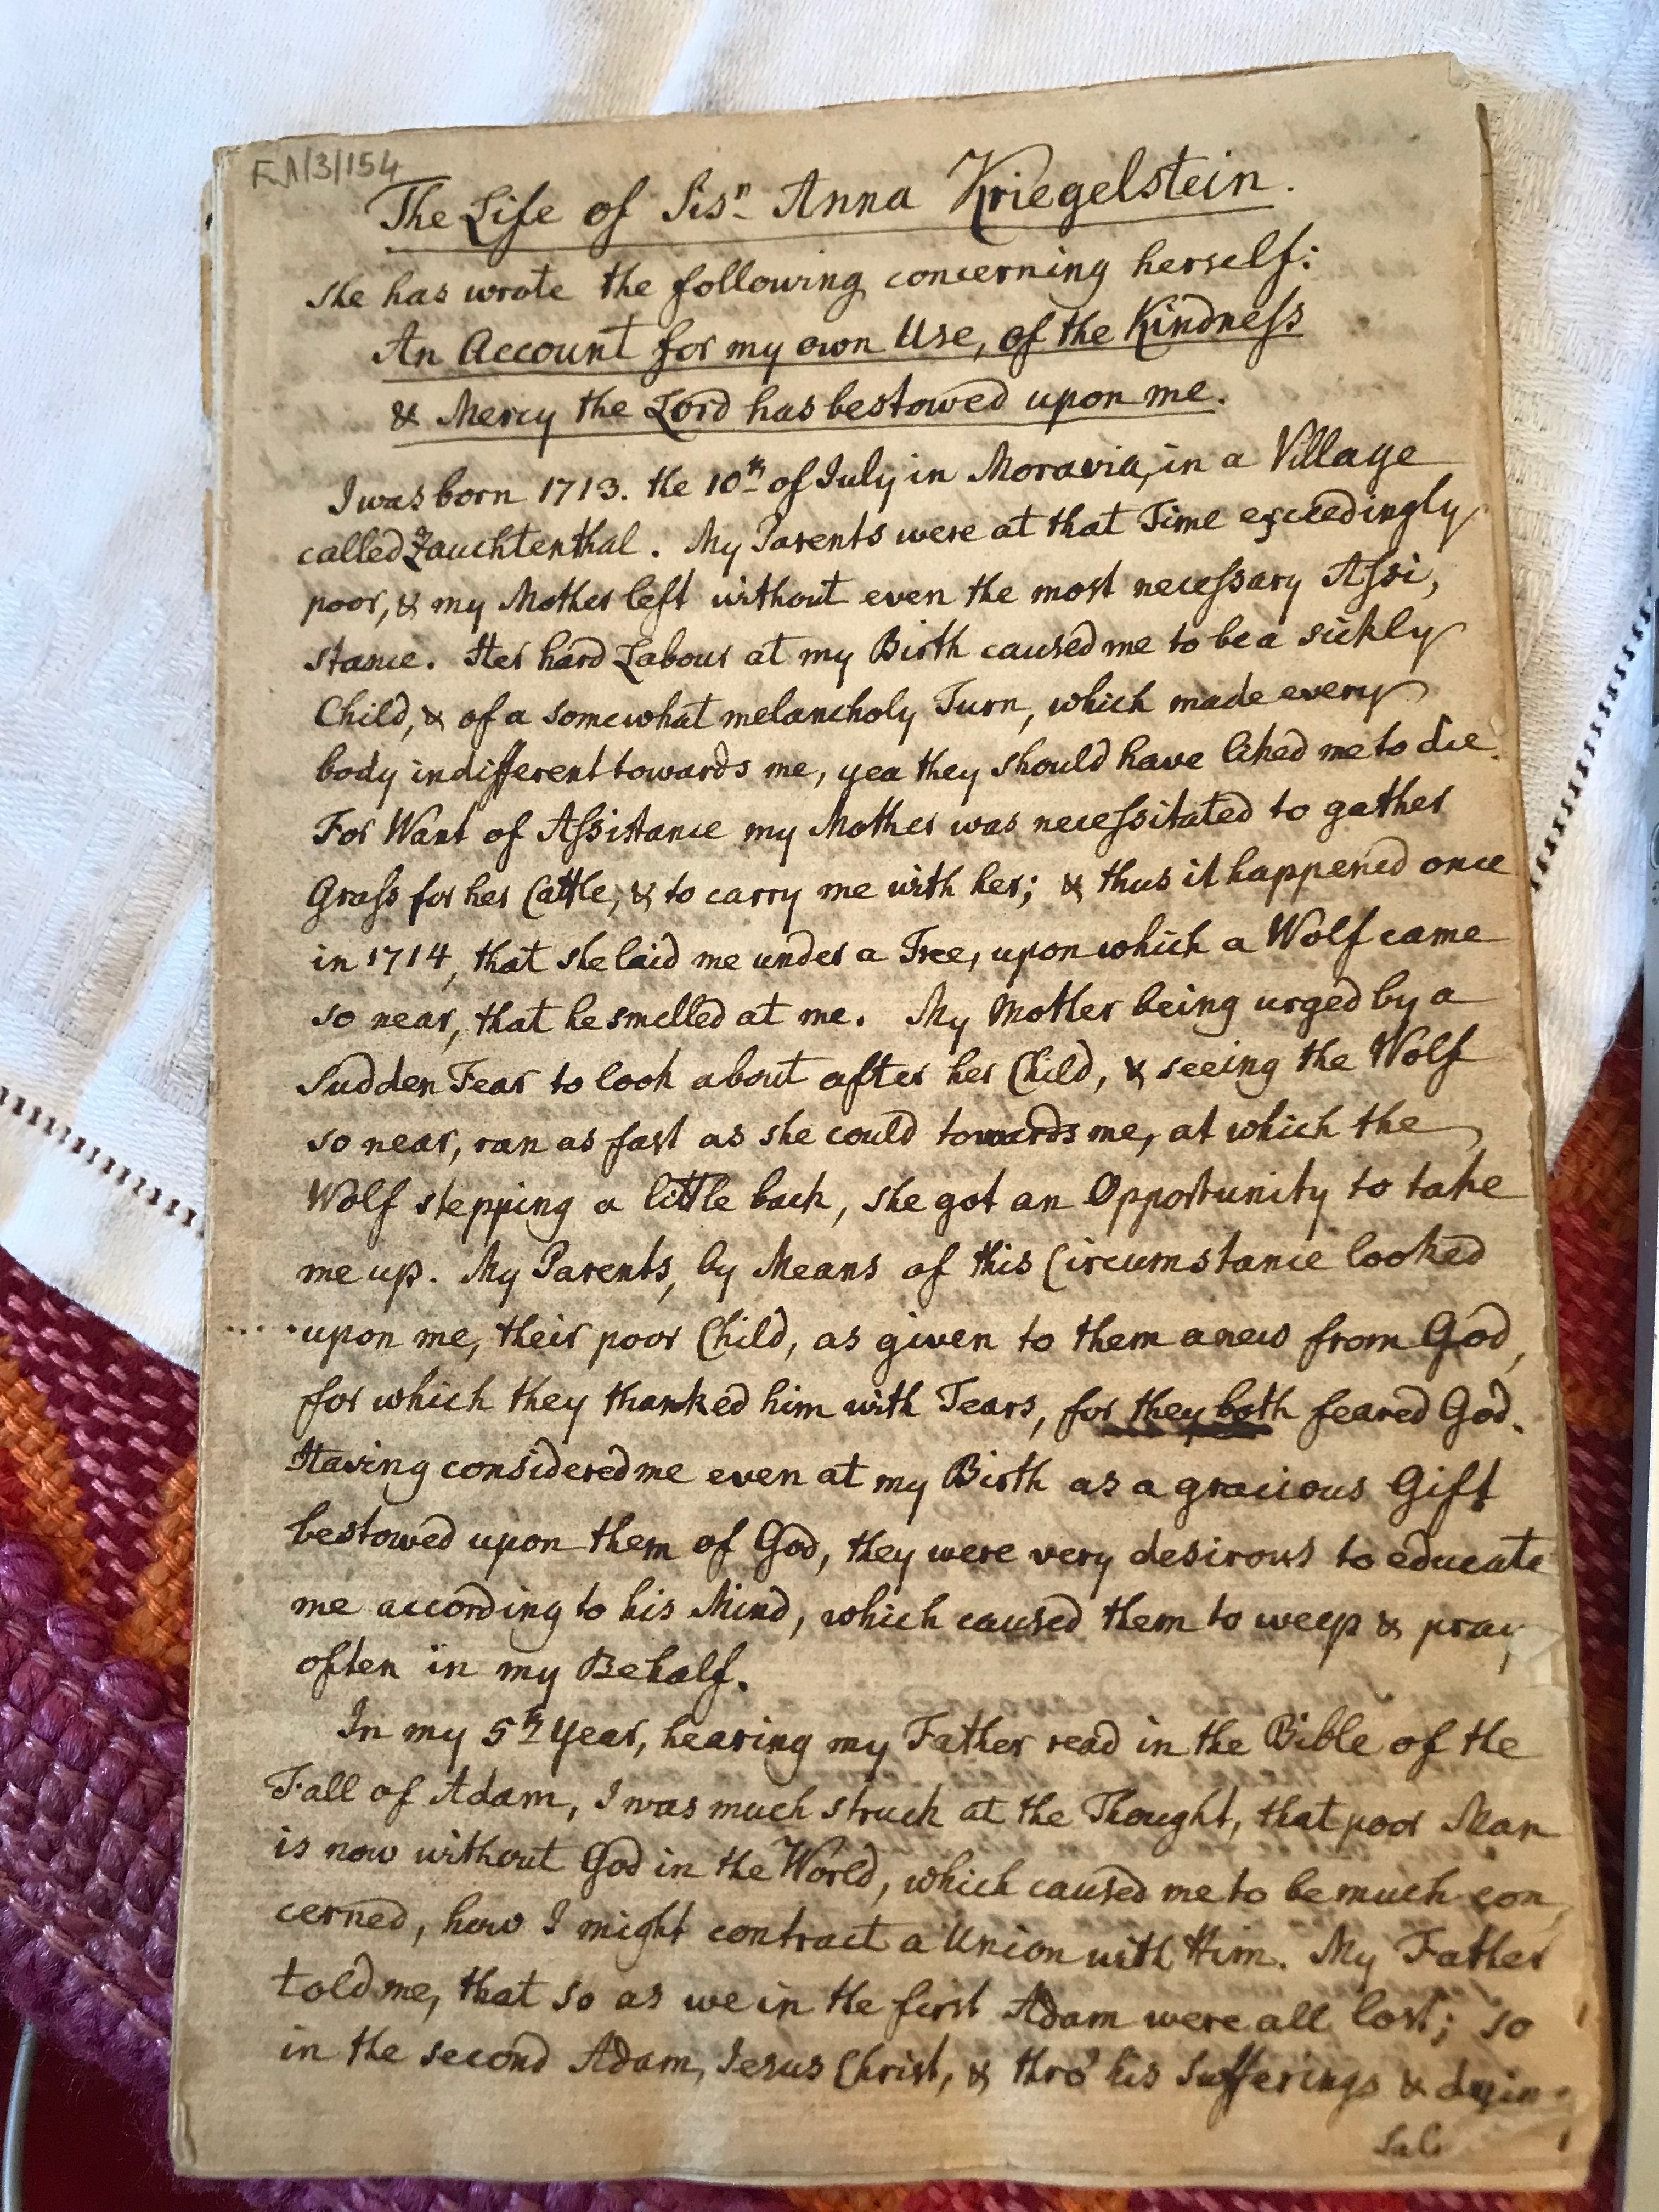 F1/3/154
The Life of Sisr. Anna Kriegelstein.
She has wrote the following concerning herself:
An Account for my own Use, of the Kindneſs
& Mercy the Lord has bestowed upon me.
I was born 1713. the 10th of July in Moravia, in a Village
called Zauchtenthal. My Parents were at that Time exceedingly
poor, & my Mother left without even the most neceſsary Aſsi,
stance. Her hard Labour at my Birth caused me to be a sickly
Child, & of a somewhat melancholy Turn, which made every
body indifferent towards me, yea they should have liked me to die.
For Want of Aſsistance my Mother was neceſsitated to gather
Graſs for her Cattle, & to carry me with her; & thus it happened once
in 1714, that she laid me under a Tree, upon which a Wolf came
so near, that he smelled at me. My Mother being urged by a
Sudden Fear to look about after her Child, & seeing the Wolf
so near, ran as fast as she could towards me, at which the
Wolf stepping a little back, she got an Opportunity to take
me up. My Parents, by Means of this Circumstance looked
upon me, their poor Child, as given to them anew from God,
for which they thanked him with Tears, for they both feared God.
Having considered me even at my Birth as a gracious Gift
bestowed upon them of God, they were very desirous to educate
me according to his Mind, which caused them to weep & pray
often in my Behalf.
In my 5th Year, hearing my Father read in the Bible of the
Fall of Adam, I was much struck at the Thought, that poor Man
is now without God in the World, which caused me to be much con,
cerned, how I might contract a Union with Him. My Father
told me, that so as we in the first Adam were all lost; so
in the second Adam, Jesus Christ, & thro' his Sufferings & dyin